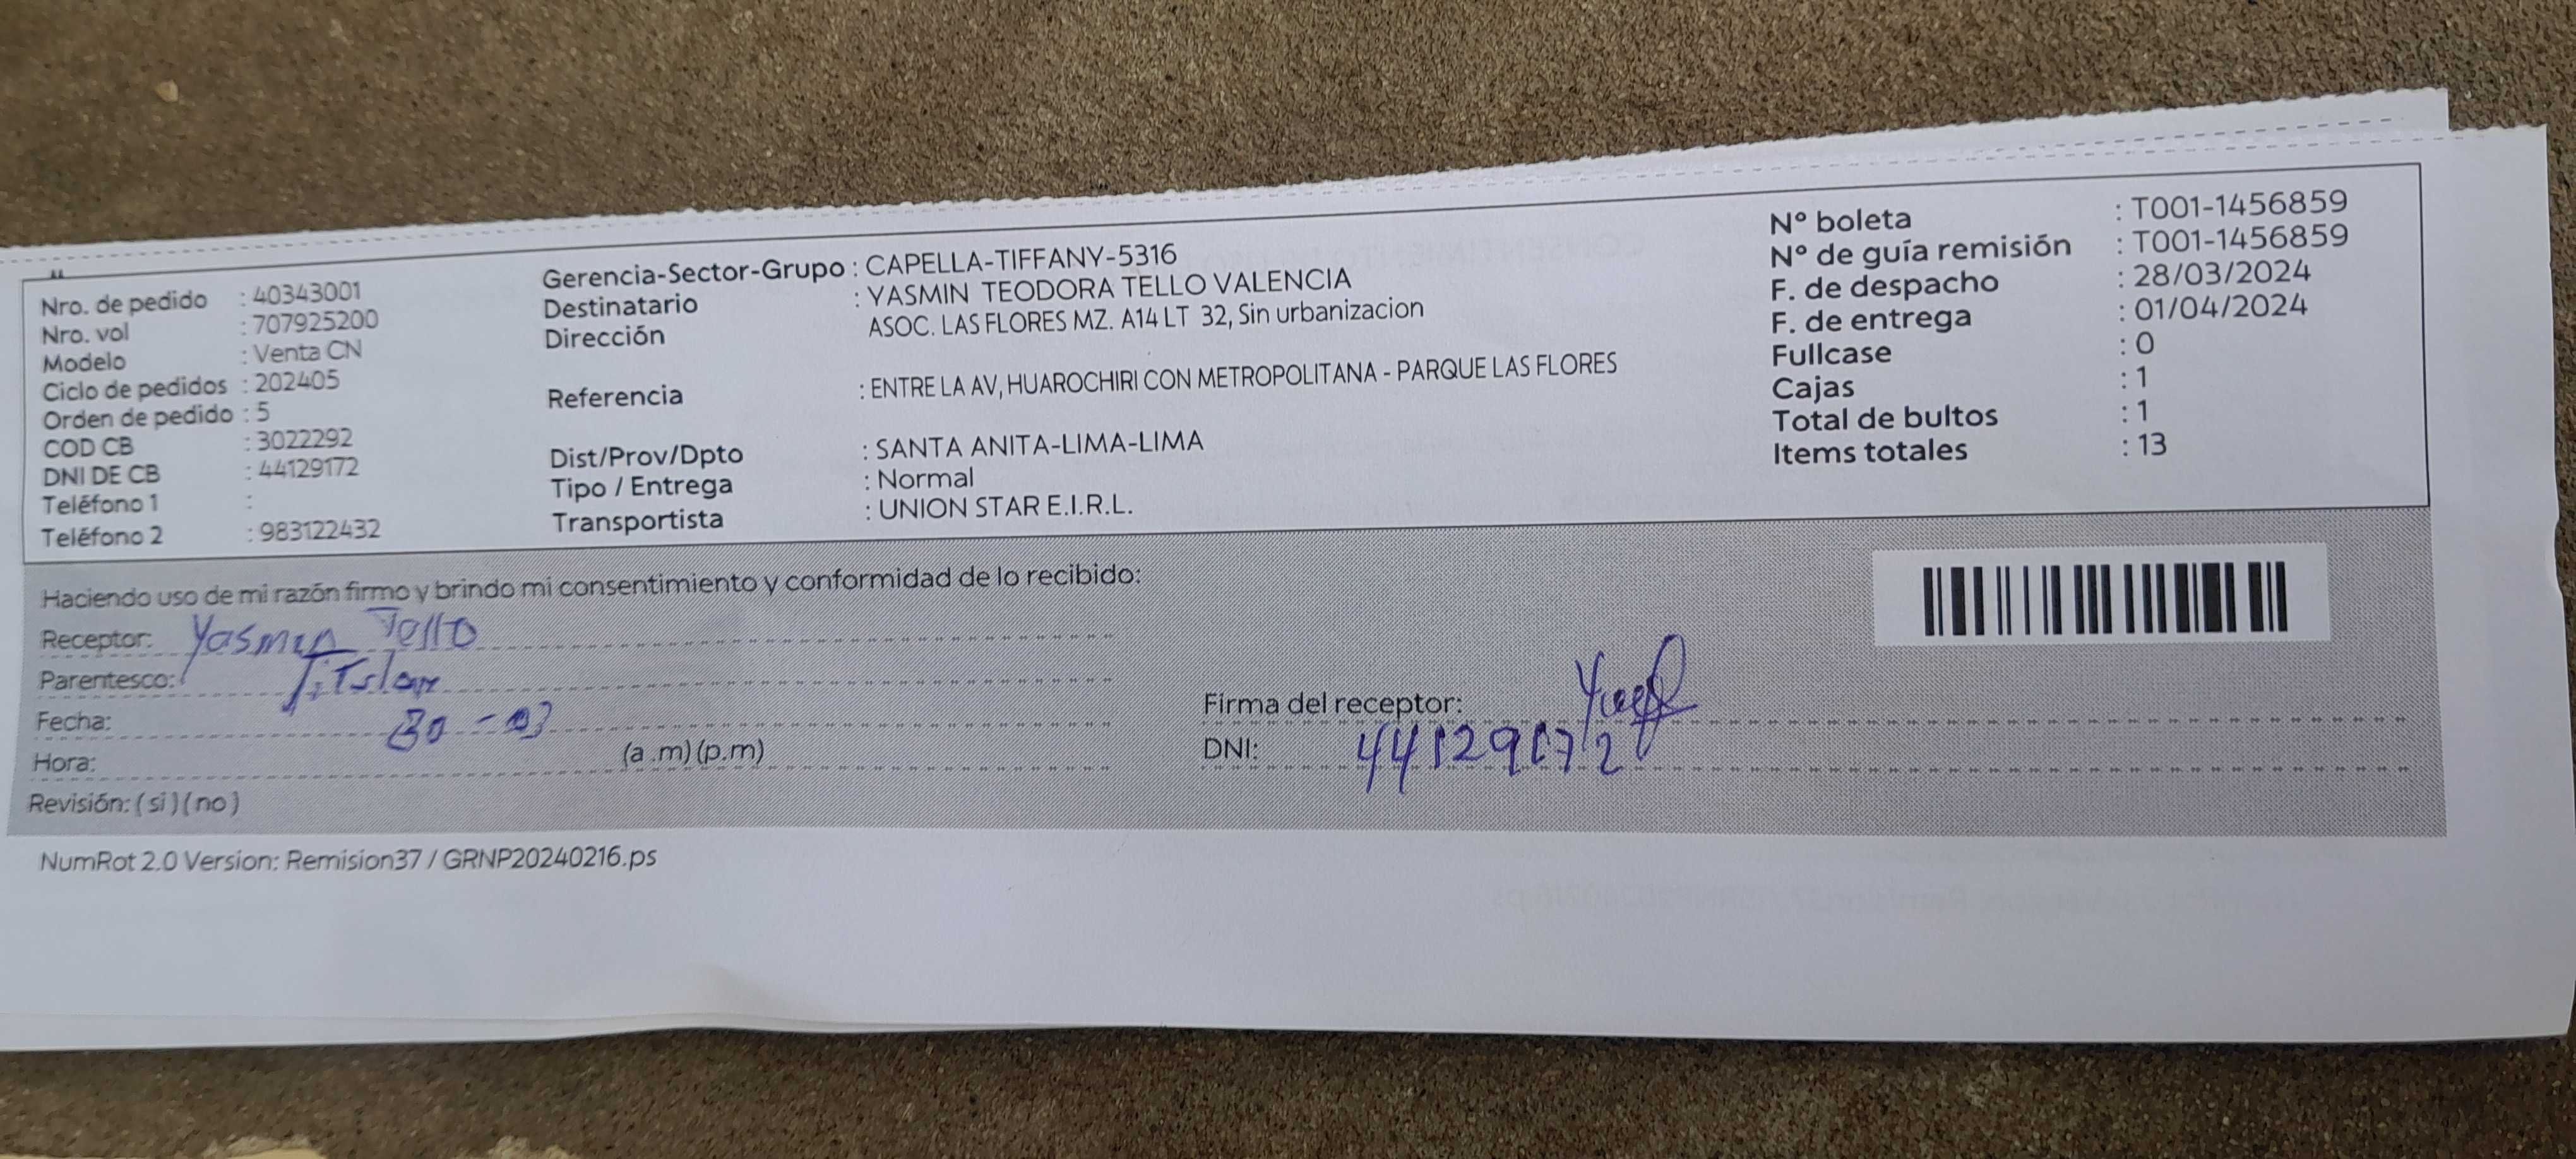 Nro. de pedido : 40343001
Nro. vol : 707925200
Modelo : Venta CN
Ciclo de pedidos : 202405
Orden de pedido : 5
COD CB : 3022292
DNI DE CB : 44129172
Teléfono 1 :
Teléfono 2 : 983122432
Gerencia-Sector-Grupo : CAPELLA-TIFFANY-5316
Destinatario : YASMIN TEODORA TELLO VALENCIA
Dirección ASOC. LAS FLORES MZ. A14 LT 32, Sin urbanizacion
Referencia : ENTRE LA AV, HUAROCHIRI CON METROPOLITANA - PARQUE LAS FLORES
Dist/Prov/Dpto : SANTA ANITA-LIMA-LIMA
Tipo / Entrega : Normal
Transportista : UNION STAR E.I.R.L.
Nº boleta : T001-1456859
Nº de guía remisión : T001-1456859
F. de despacho : 28/03/2024
F. de entrega : 01/04/2024
Fullcase : 0
Cajas : 1
Total de bultos : 1
Items totales : 13
Haciendo uso de mi razón firmo y brindo mi consentimiento y conformidad de lo recibido:
Receptor: Yasmin Tello
Parentesco: Titular
Fecha: 30-03
Hora: (a .m) (p.m)
Revisión: ( si ) ( no )
Firma del receptor:
DNI: 44129172
NumRot 2.0 Version: Remision37 / GRNP20240216.ps